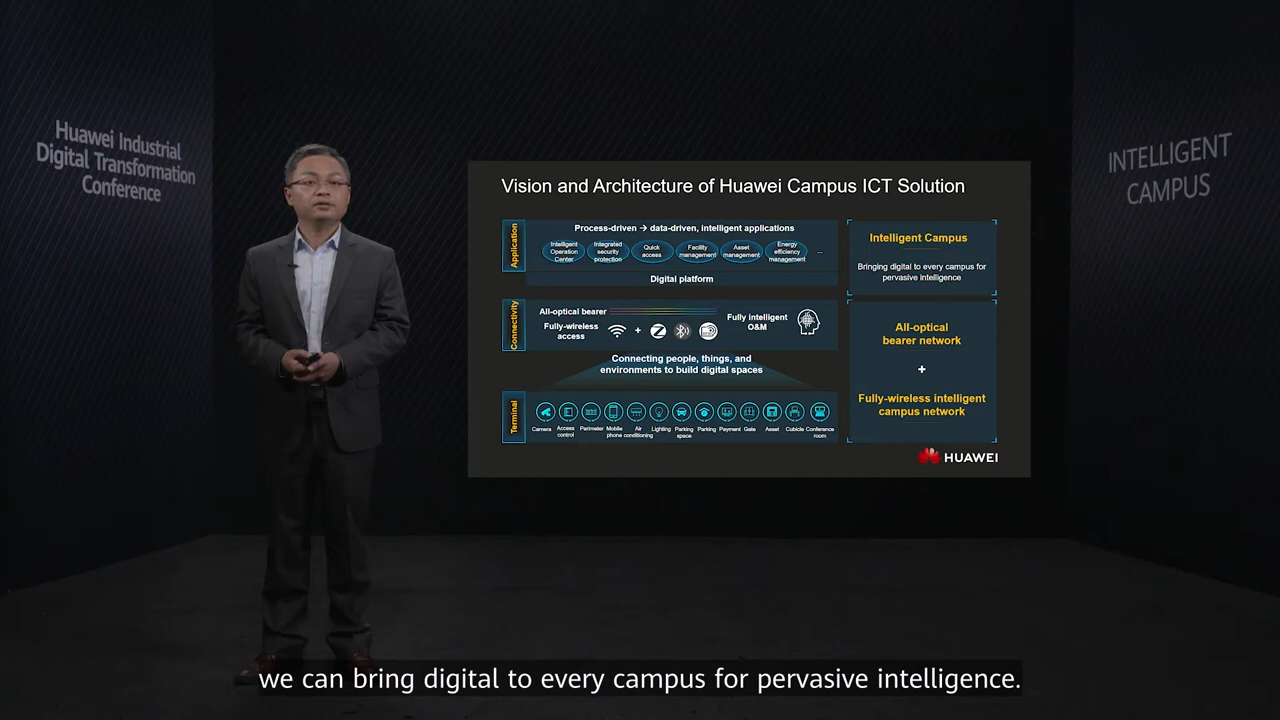 Huawei Industrial
Digital Transformation
Conference
INTELLIGENT
CAMPUS
Vision and Architecture of Huawei Campus ICT Solution
Application
Process-driven → data-driven, intelligent applications
Intelligent
Operation
Center
Integrated
security
protection
Quick
access
Facility
management
Asset
management
Energy
efficiency
management
...
Digital platform
Intelligent Campus
Bringing digital to every campus for
pervasive intelligence
Connectivity
All-optical bearer
Fully-wireless
access
+
Fully intelligent
O&M
Connecting people, things, and
environments to build digital spaces
All-optical
bearer network
+
Fully-wireless intelligent
campus network
Terminal
Camera
Access
control
Perimeter
Mobile
phone
Air
conditioning
Lighting
Parking
space
Parking
Payment
Gate
Asset
Cubicle
Conference
room
HUAWEI
we can bring digital to every campus for pervasive intelligence.